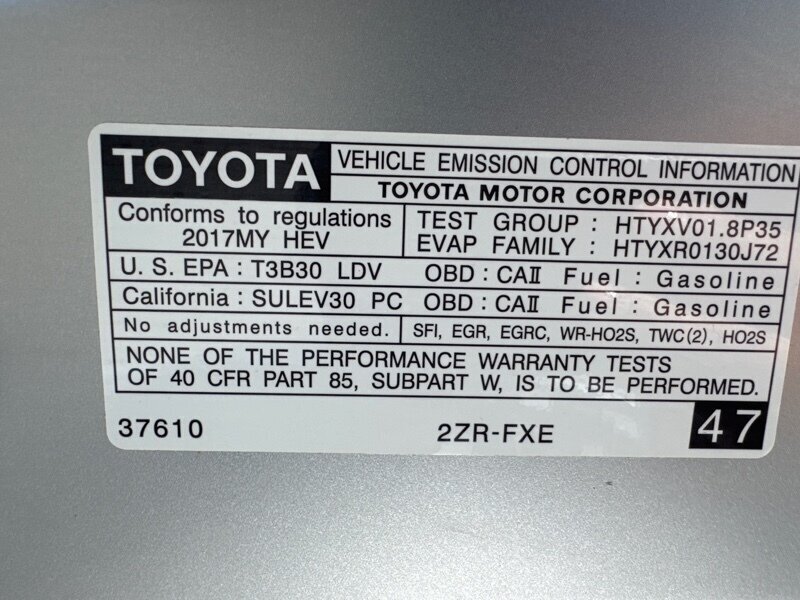 TOYOTA
VEHICLE EMISSION CONTROL INFORMATION
TOYOTA MOTOR CORPORATION
Conforms to regulations
2017MY HEV
TEST GROUP : HTYXV01.8P35
EVAP FAMILY : HTYXR0130J72
U. S. EPA : T3B30 LDV OBD : CAⅡ Fuel : Gasoline
California : SULEV30 PC OBD : CAⅡ Fuel : Gasoline
No adjustments needed. SFI, EGR, EGRC, WR-HO2S, TWC(2), HO2S
NONE OF THE PERFORMANCE WARRANTY TESTS
OF 40 CFR PART 85, SUBPART W, IS TO BE PERFORMED.
37610 2ZR-FXE 47